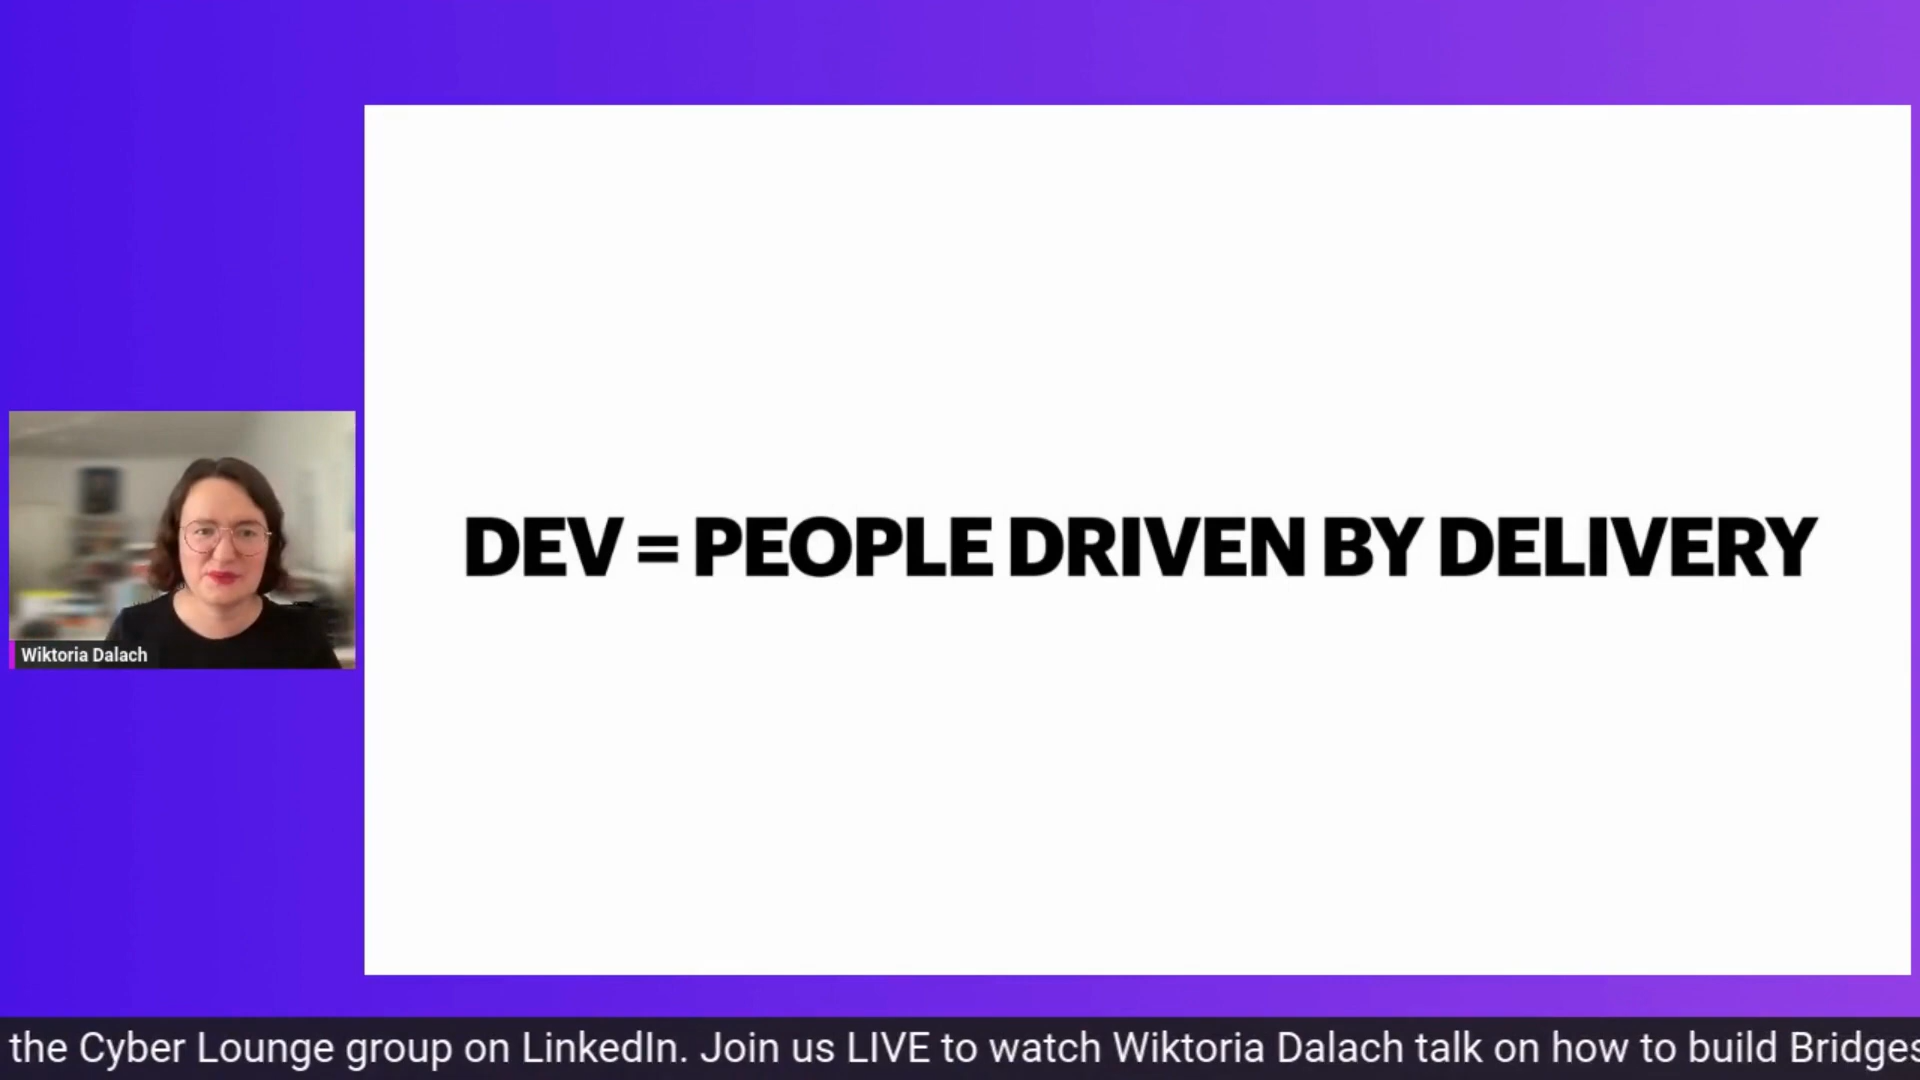 DEV = PEOPLE DRIVEN BY DELIVERY
Wiktoria Dalach
the Cyber Lounge group on LinkedIn. Join us LIVE to watch Wiktoria Dalach talk on how to build Bridges